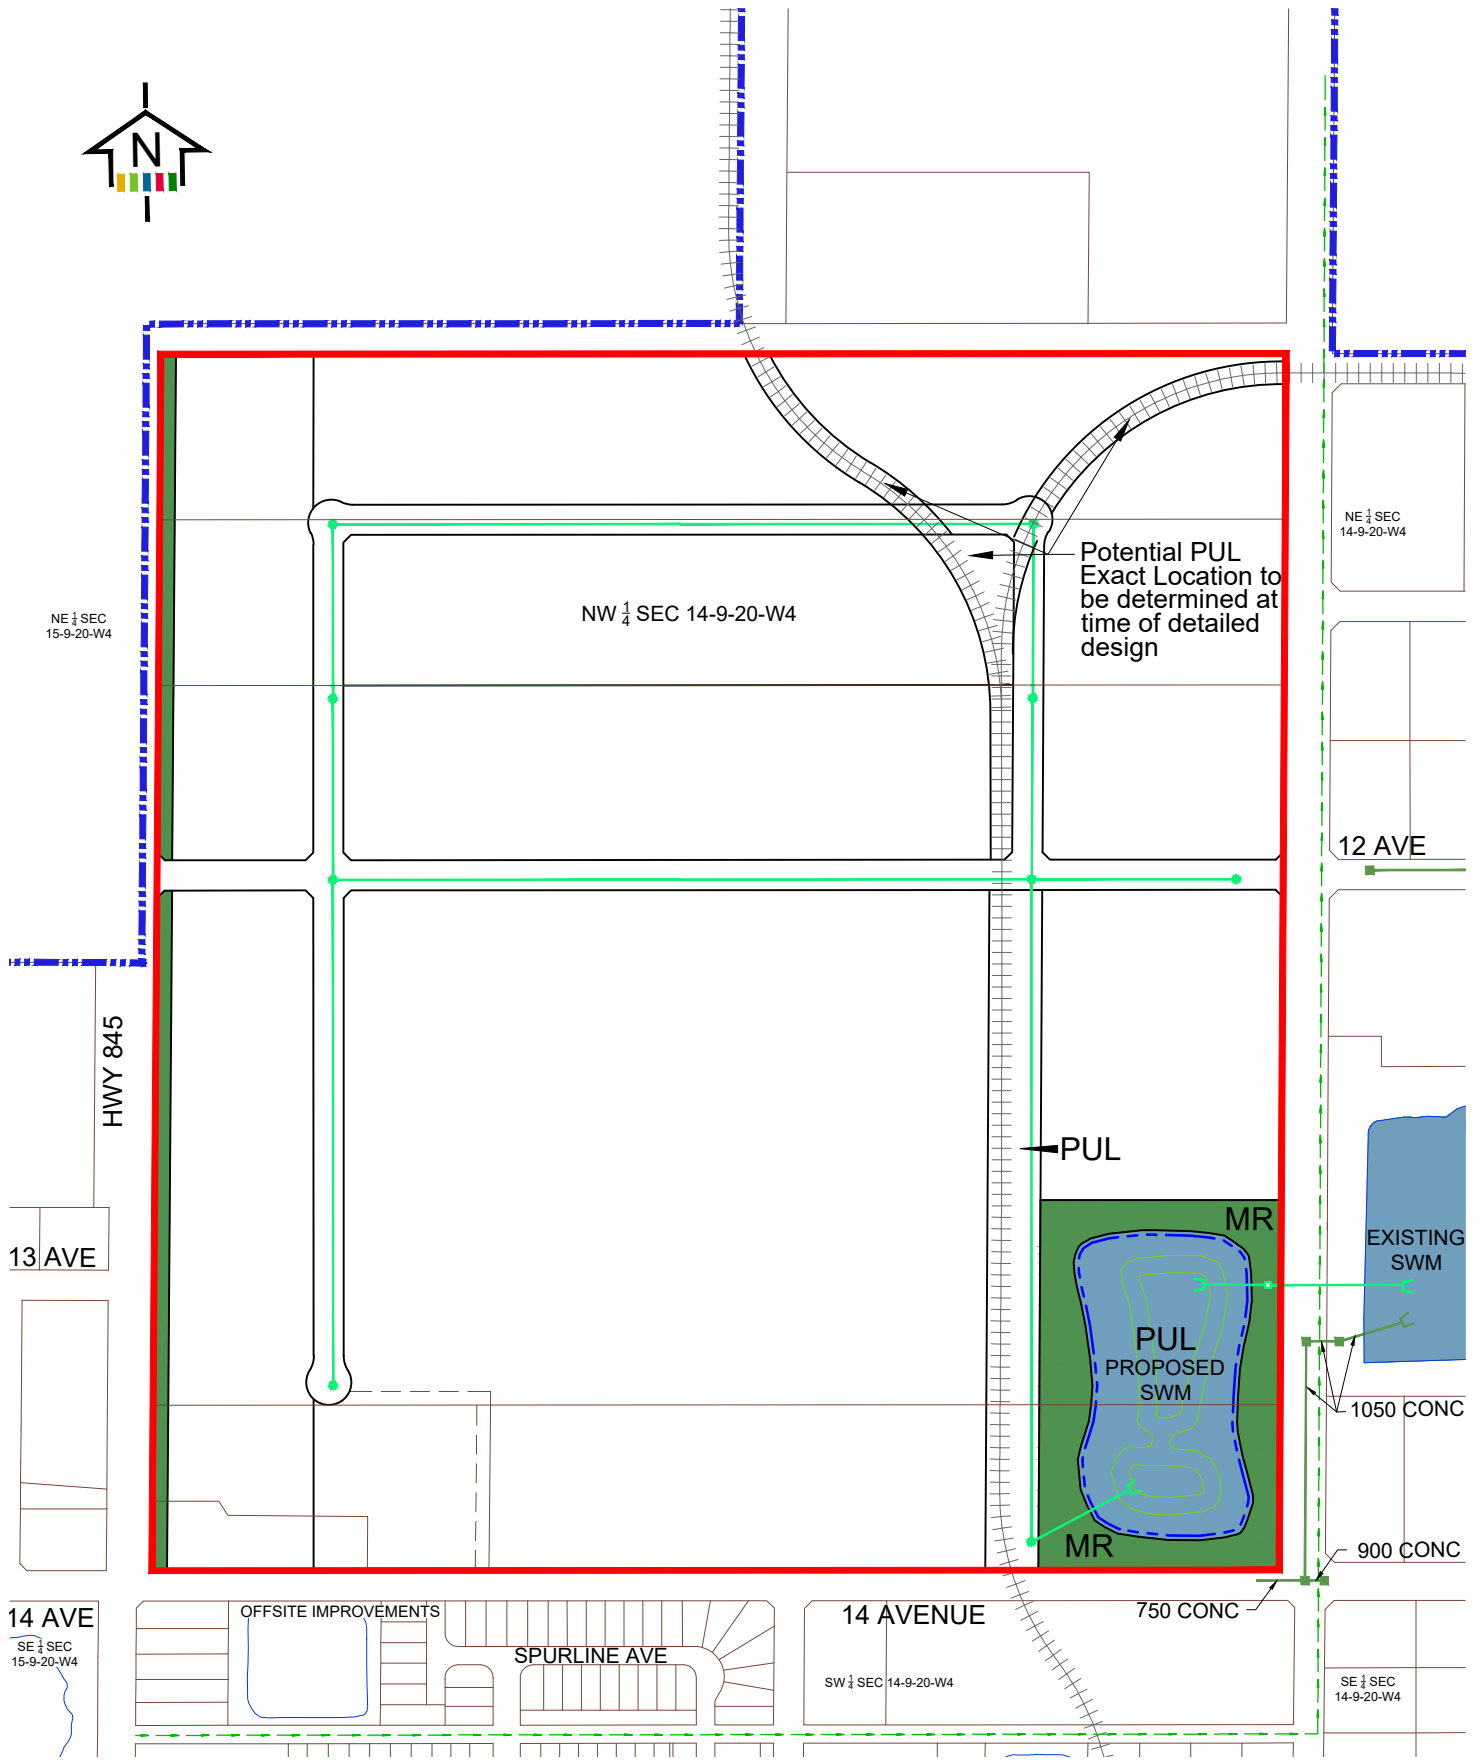 N
NE 1/4 SEC
14-9-20-W4
Potential PUL
Exact Location to
be determined at
time of detailed
design
NW 1/4 SEC 14-9-20-W4
NE 1/4 SEC
15-9-20-W4
12 AVE
HWY 845
PUL
MR
13 AVE
EXISTING
SWM
PUL
PROPOSED
SWM
1050 CONC
MR
900 CONC
750 CONC
14 AVE
OFFSITE IMPROVEMENTS
14 AVENUE
SE 1/4 SEC
15-9-20-W4
SPURLINE AVE
SW 1/4 SEC 14-9-20-W4
SE 1/4 SEC
14-9-20-W4